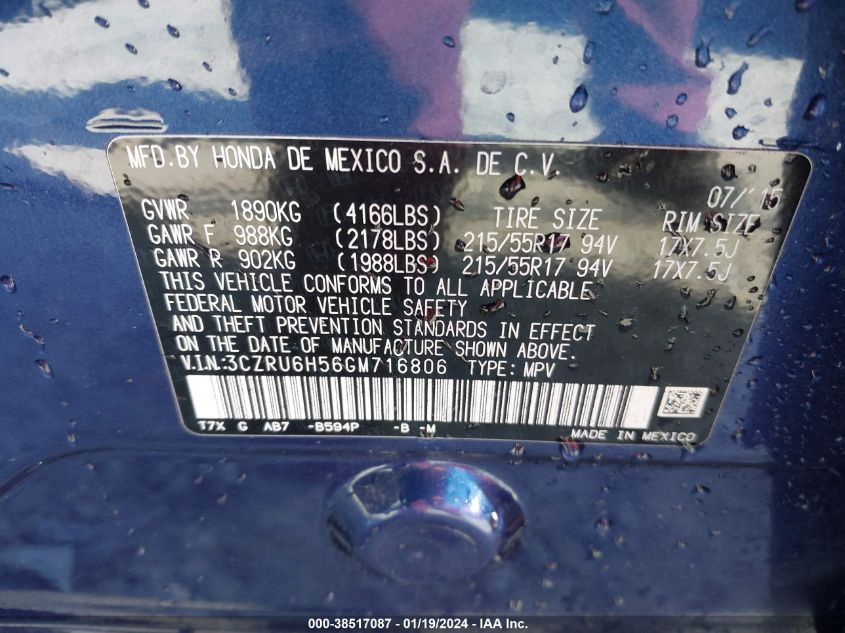 MFD.BY HONDA DE MEXICO S.A. DE C.V.
07/'15
GVWR 1890KG (4166LBS) TIRE SIZE RIM SIZE
GAWR F 988KG (2178LBS) 215/55R17 94V 17X7.5J
GAWR R 902KG (1988LBS) 215/55R17 94V 17X7.5J
THIS VEHICLE CONFORMS TO ALL APPLICABLE
FEDERAL MOTOR VEHICLE SAFETY
AND THEFT PREVENTION STANDARDS IN EFFECT
ON THE DATE OF MANUFACTURE SHOWN ABOVE.
V.I.N:3CZRU6H56GM716806 TYPE: MPV
T7X G AB7 -B594P -B -M
MADE IN MEXICO
000-38517087 - 01/19/2024 - IAA Inc.